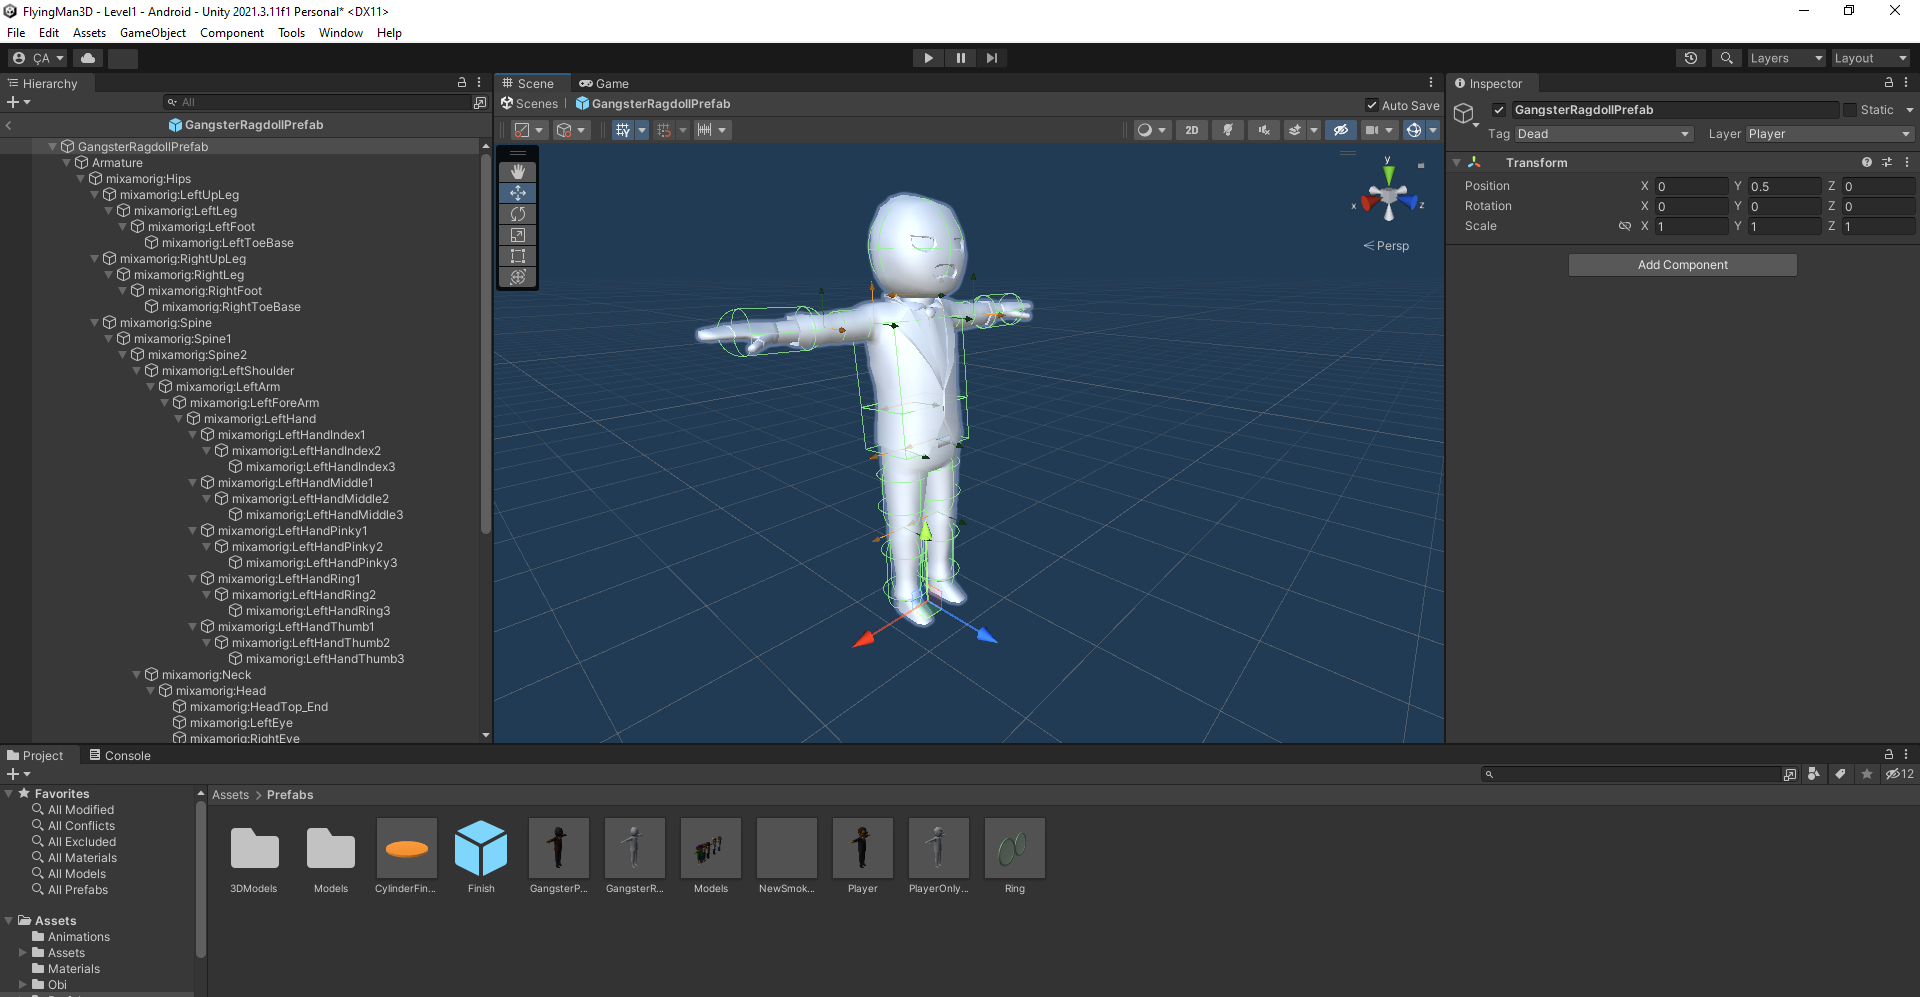 FlyingMan3D - Level1 - Android - Unity 2021.3.11f1 Personal* <DX11>
File Edit Assets GameObject Component Tools Window Help
ÇA
Layers
Layout
Hierarchy
All
GangsterRagdollPrefab
GangsterRagdollPrefab
Armature
mixamorig:Hips
mixamorig:LeftUpLeg
mixamorig:LeftLeg
mixamorig:LeftFoot
mixamorig:LeftToeBase
mixamorig:RightUpLeg
mixamorig:RightLeg
mixamorig:RightFoot
mixamorig:RightToeBase
mixamorig:Spine
mixamorig:Spine1
mixamorig:Spine2
mixamorig:LeftShoulder
mixamorig:LeftArm
mixamorig:LeftForeArm
mixamorig:LeftHand
mixamorig:LeftHandIndex1
mixamorig:LeftHandIndex2
mixamorig:LeftHandIndex3
mixamorig:LeftHandMiddle1
mixamorig:LeftHandMiddle2
mixamorig:LeftHandMiddle3
mixamorig:LeftHandPinky1
mixamorig:LeftHandPinky2
mixamorig:LeftHandPinky3
mixamorig:LeftHandRing1
mixamorig:LeftHandRing2
mixamorig:LeftHandRing3
mixamorig:LeftHandThumb1
mixamorig:LeftHandThumb2
mixamorig:LeftHandThumb3
mixamorig:Neck
mixamorig:Head
mixamorig:HeadTop_End
mixamorig:LeftEye
mixamorig:RightEye
Scene Game
Scenes | GangsterRagdollPrefab
Auto Save
2D
y
x
z
Persp
Inspector
GangsterRagdollPrefab Static
Tag Dead Layer Player
Transform
Position X 0 Y 0.5 Z 0
Rotation X 0 Y 0 Z 0
Scale X 1 Y 1 Z 1
Add Component
Project Console
12
Favorites
All Modified
All Conflicts
All Excluded
All Materials
All Models
All Prefabs
Assets
Animations
Assets
Materials
Obi
Assets > Prefabs
3DModels
Models
CylinderFin...
Finish
GangsterP...
GangsterR...
Models
NewSmok...
Player
PlayerOnly...
Ring